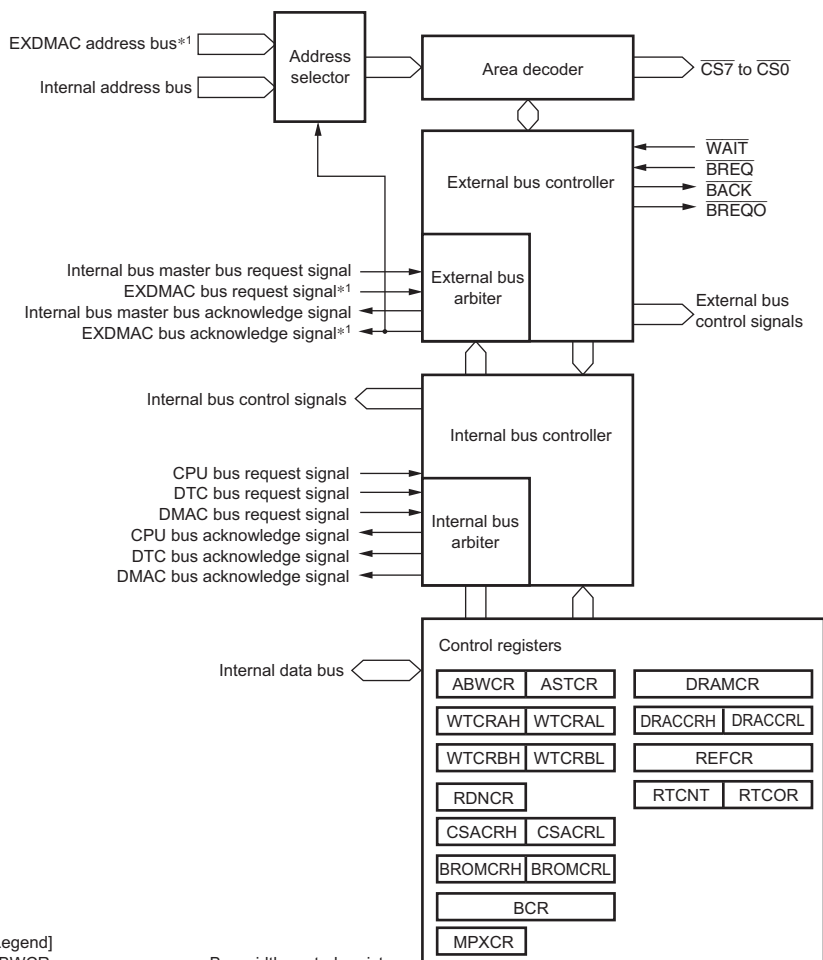 EXDMAC address bus*1
Internal address bus
Address
selector
Area decoder
CS7 to CS0
External bus controller
WAIT
BREQ
BACK
BREQO
Internal bus master bus request signal
EXDMAC bus request signal*1
Internal bus master bus acknowledge signal
EXDMAC bus acknowledge signal*1
External bus
arbiter
External bus
control signals
Internal bus control signals
Internal bus controller
CPU bus request signal
DTC bus request signal
DMAC bus request signal
CPU bus acknowledge signal
DTC bus acknowledge signal
DMAC bus acknowledge signal
Internal bus
arbiter
Internal data bus
Control registers
ABWCR ASTCR DRAMCR
WTCRAH WTCRAL DRACCRH DRACCRL
WTCRBH WTCRBL REFCR
RDNCR RTCNT RTCOR
CSACRH CSACRL
BROMCRH BROMCRL
BCR
MPXCR